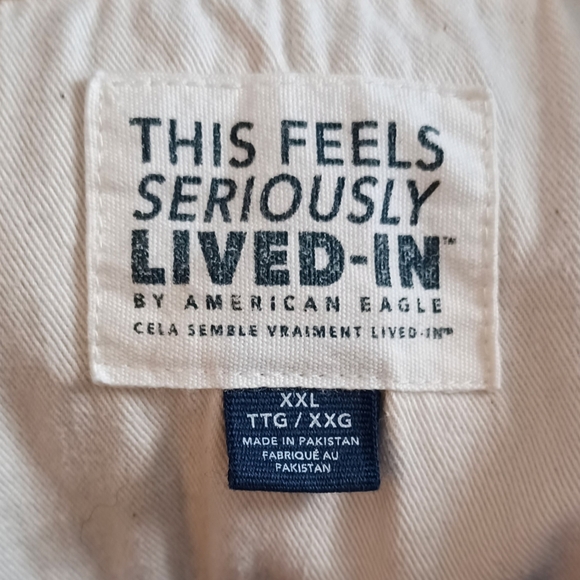 THIS FEELS
SERIOUSLY
LIVED-IN™
BY AMERICAN EAGLE
CELA SEMBLE VRAIMENT LIVED-IN™
XXL
TTG / XXG
MADE IN PAKISTAN
FABRIQUÉ AU
PAKISTAN